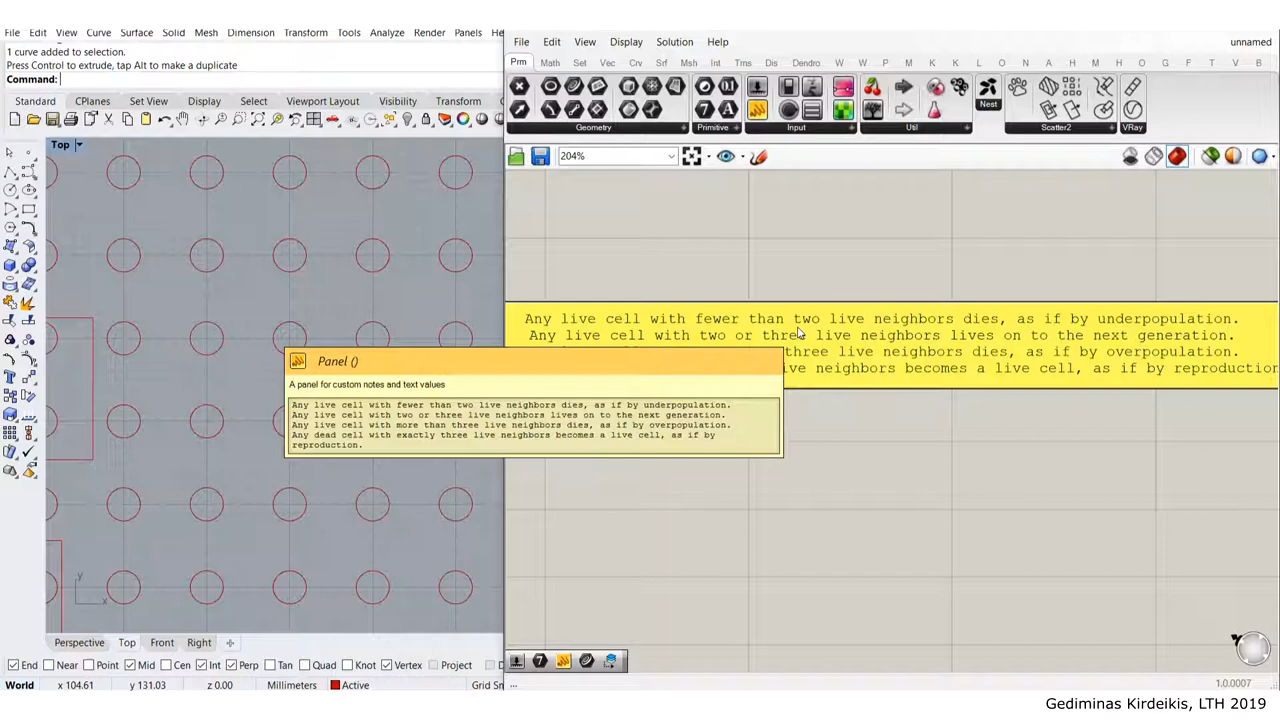 File Edit View Curve Surface Solid Mesh Dimension Transform Tools Analyze Render Panels
1 curve added to selection.
Press Control to extrude, tap Alt to make a duplicate
Command:
Standard CPlanes Set View Display Select Viewport Layout Visibility Transform
Top
y
x
Perspective Top Front Right
End Near Point Mid Cen Int Perp Tan Quad Knot Vertex Project
World x 104.61 y 131.03 z 0.00 Millimeters Active Grid Sn
File Edit View Display Solution Help unnamed
Prm Math Set Vec Crv Srf Msh Int Trns Dis Dendro W W P M K K L O M H M S T V B
Geometry Primitive Input Util Nest Scatter2 VRay
204%
Any live cell with fewer than two live neighbors dies, as if by underpopulation.
Any live cell with two or three live neighbors lives on to the next generation.
three live neighbors dies, as if by overpopulation.
ive neighbors becomes a live cell, as if by reproduction
Panel ()
A panel for custom notes and text values
Any live cell with fewer than two live neighbors dies, as if by underpopulation.
Any live cell with two or three live neighbors lives on to the next generation.
Any live cell with more than three live neighbors dies, as if by overpopulation.
Any dead cell with exactly three live neighbors becomes a live cell, as if by
reproduction.
...
1.0.0007
Gediminas Kirdeikis, LTH 2019